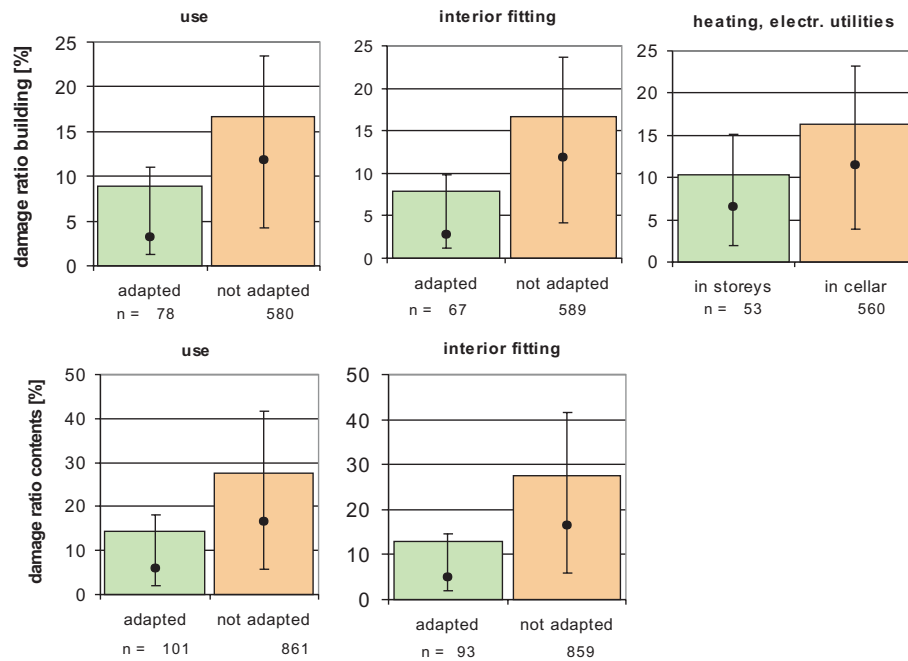 use
interior fitting
heating, electr. utilities
damage ratio building [%]
25
20
15
10
5
0
adapted
not adapted
n = 78
580
25
20
15
10
5
0
adapted
not adapted
n = 67
589
25
20
15
10
5
0
in storeys
in cellar
n = 53
560
use
interior fitting
damage ratio contents [%]
50
40
30
20
10
0
adapted
not adapted
n = 101
861
50
40
30
20
10
0
adapted
not adapted
n = 93
859